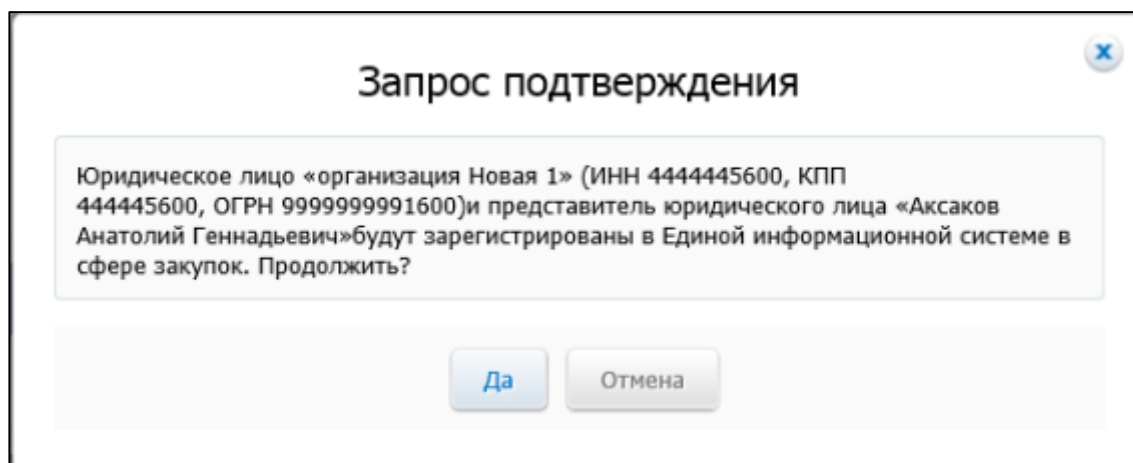 Запрос подтверждения
Юридическое лицо «организация Новая 1» (ИНН 4444445600, КПП
444445600, ОГРН 9999999991600)и представитель юридического лица «Аксаков
Анатолий Геннадьевич»будут зарегистрированы в Единой информационной системе в
сфере закупок. Продолжить?
Да Отмена